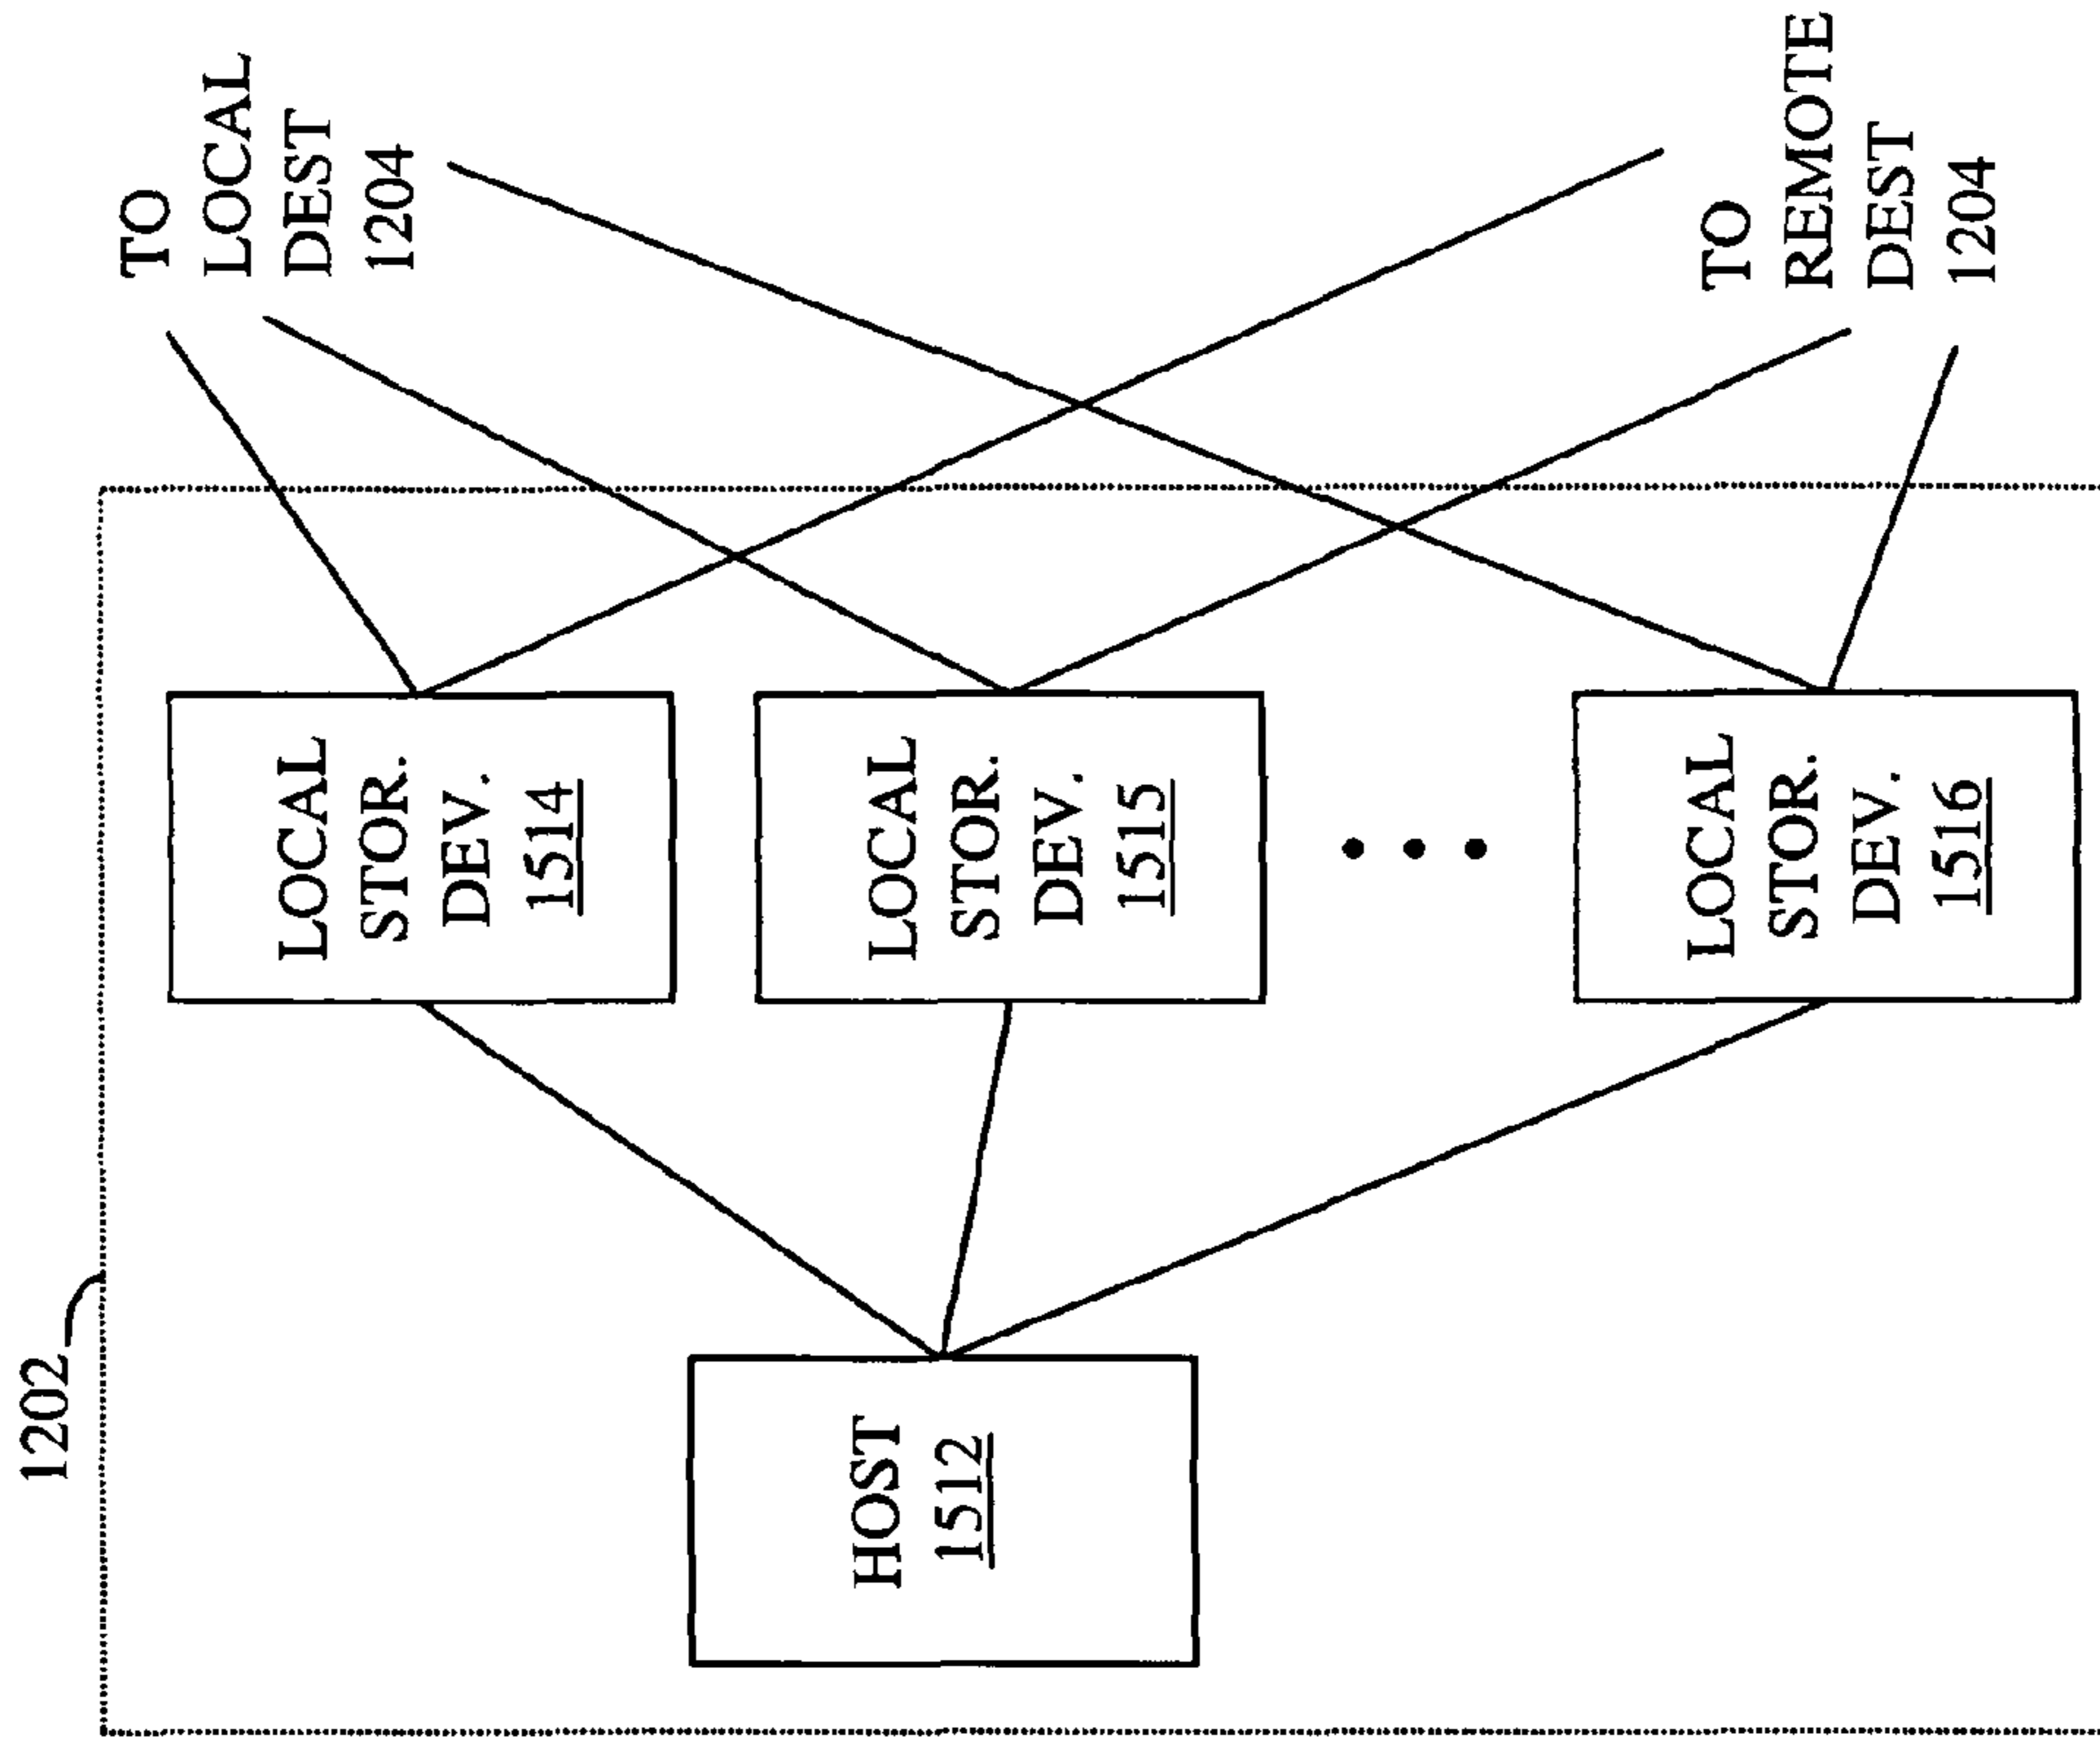 1202
HOST
1512
LOCAL
STOR.
DEV.
1514
LOCAL
STOR.
DEV.
1515
LOCAL
STOR.
DEV.
1516
TO
LOCAL
DEST
1204
TO
REMOTE
DEST
1204